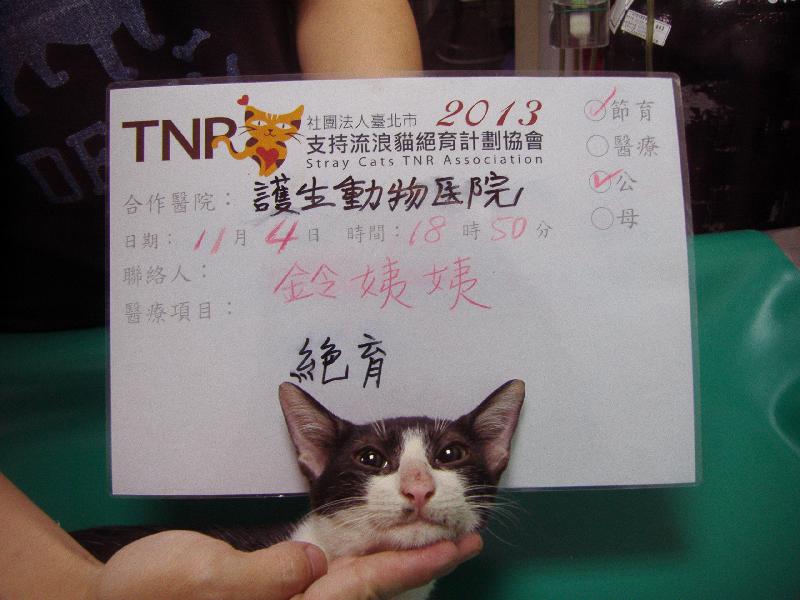 TNR
社團法人臺北市 2013
支持流浪貓絕育計劃協會
Stray Cats TNR Association
節育
醫療
公
母
合作醫院：護生動物医院
日期：11月4日 時間：18時50分
聯絡人：鈴姨姨
醫療項目：
絕育